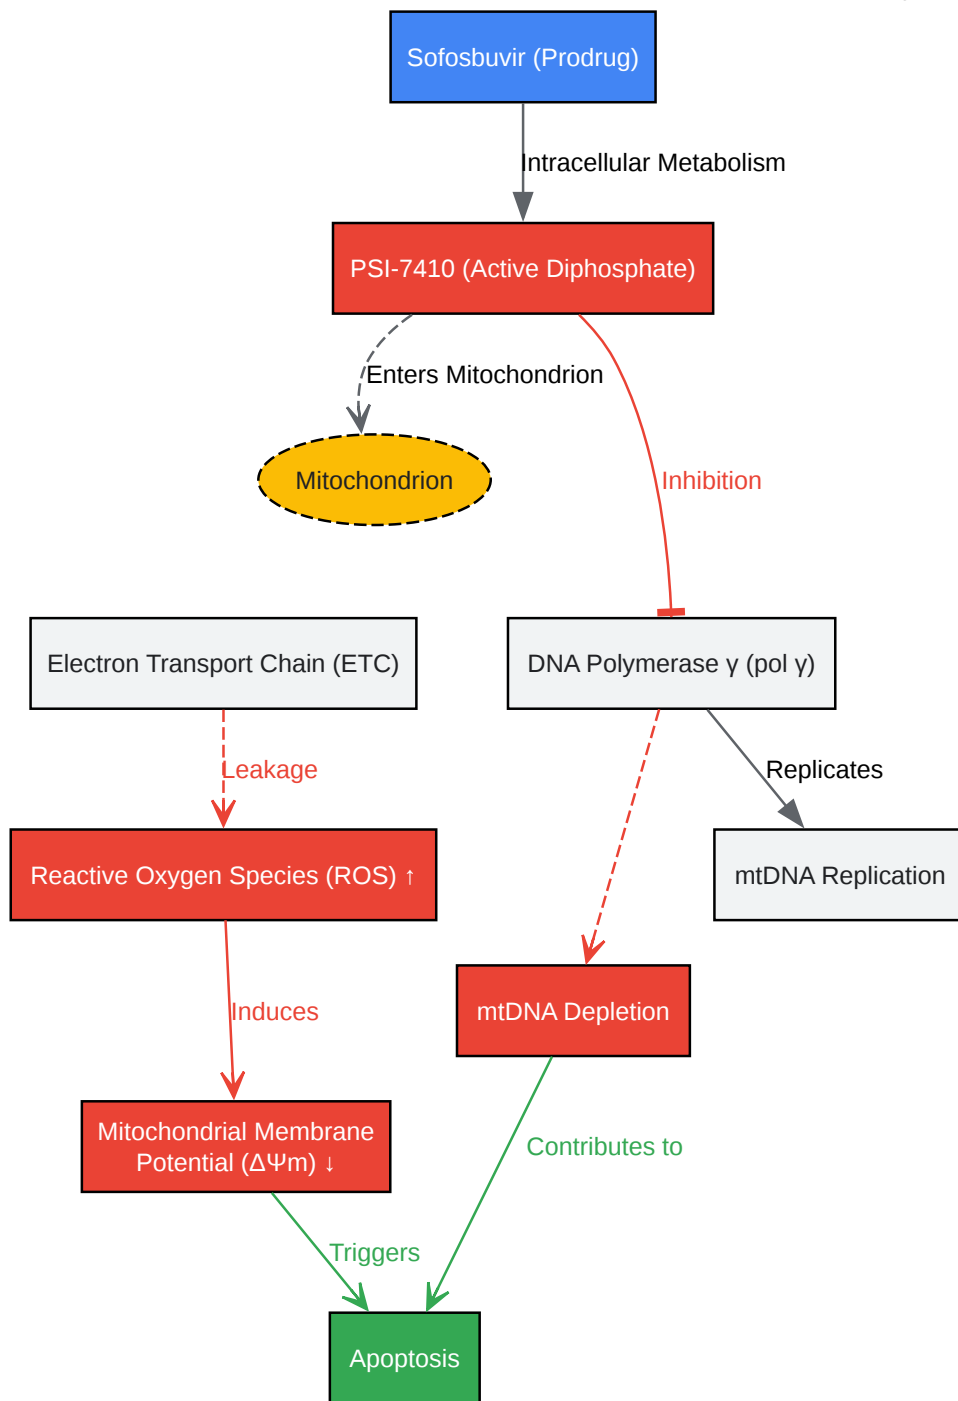 Sofosbuvir (Prodrug)
Intracellular Metabolism
PSI-7410 (Active Diphosphate)
Enters Mitochondrion
Mitochondrion
Inhibition
Electron Transport Chain (ETC)
DNA Polymerase γ (pol γ)
Leakage
Replicates
Reactive Oxygen Species (ROS) ↑
mtDNA Replication
Induces
mtDNA Depletion
Mitochondrial Membrane
Potential (ΔΨm) ↓
Contributes to
Triggers
Apoptosis